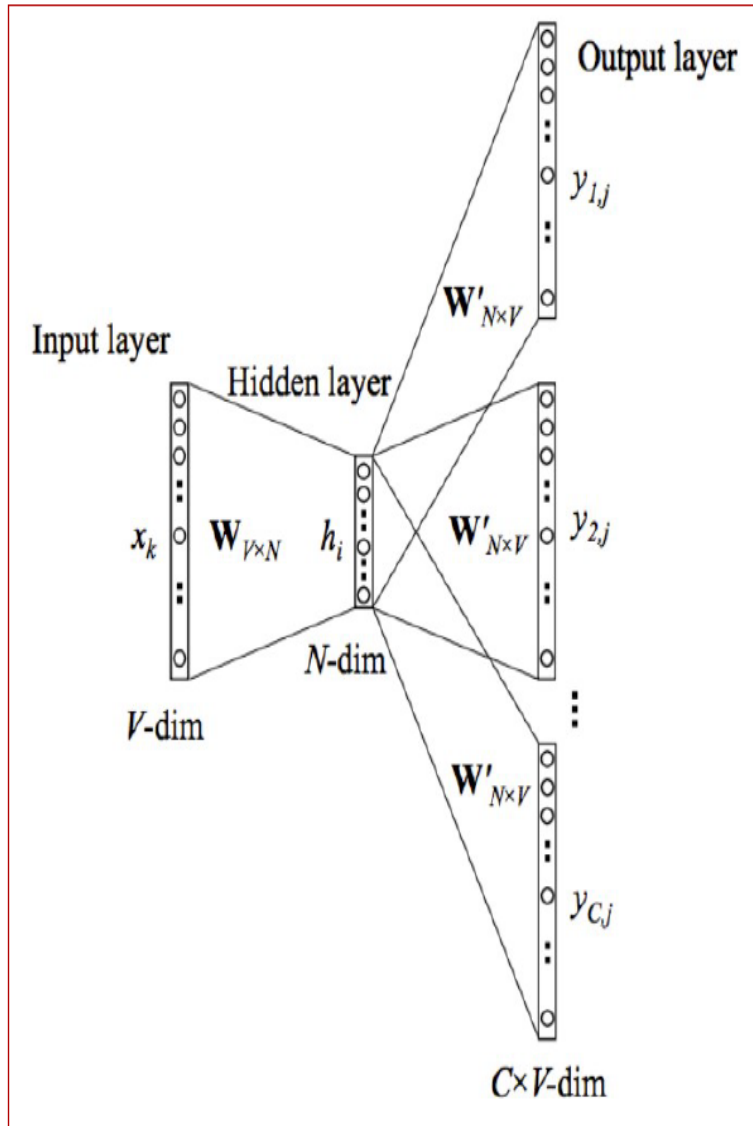 Output layer
y1,j
W'N×V
Input layer
Hidden layer
xk
WV×N
hi
W'N×V
y2,j
N-dim
V-dim
W'N×V
yC,j
C×V-dim